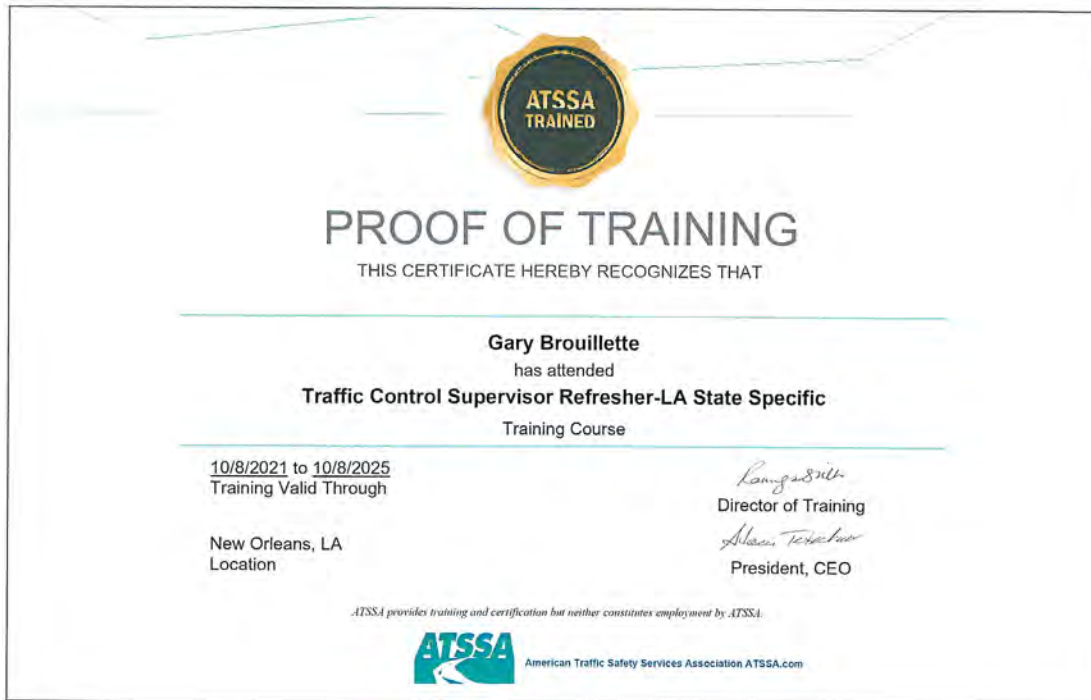 ATSSA
TRAINED
PROOF OF TRAINING
THIS CERTIFICATE HEREBY RECOGNIZES THAT
Gary Brouillette
has attended
Traffic Control Supervisor Refresher-LA State Specific
Training Course
10/8/2021 to 10/8/2025
Training Valid Through
Director of Training
New Orleans, LA
Location
President, CEO
ATSSA provides training and certification but neither constitutes employment by ATSSA.
ATSSA
American Traffic Safety Services Association ATSSA.com